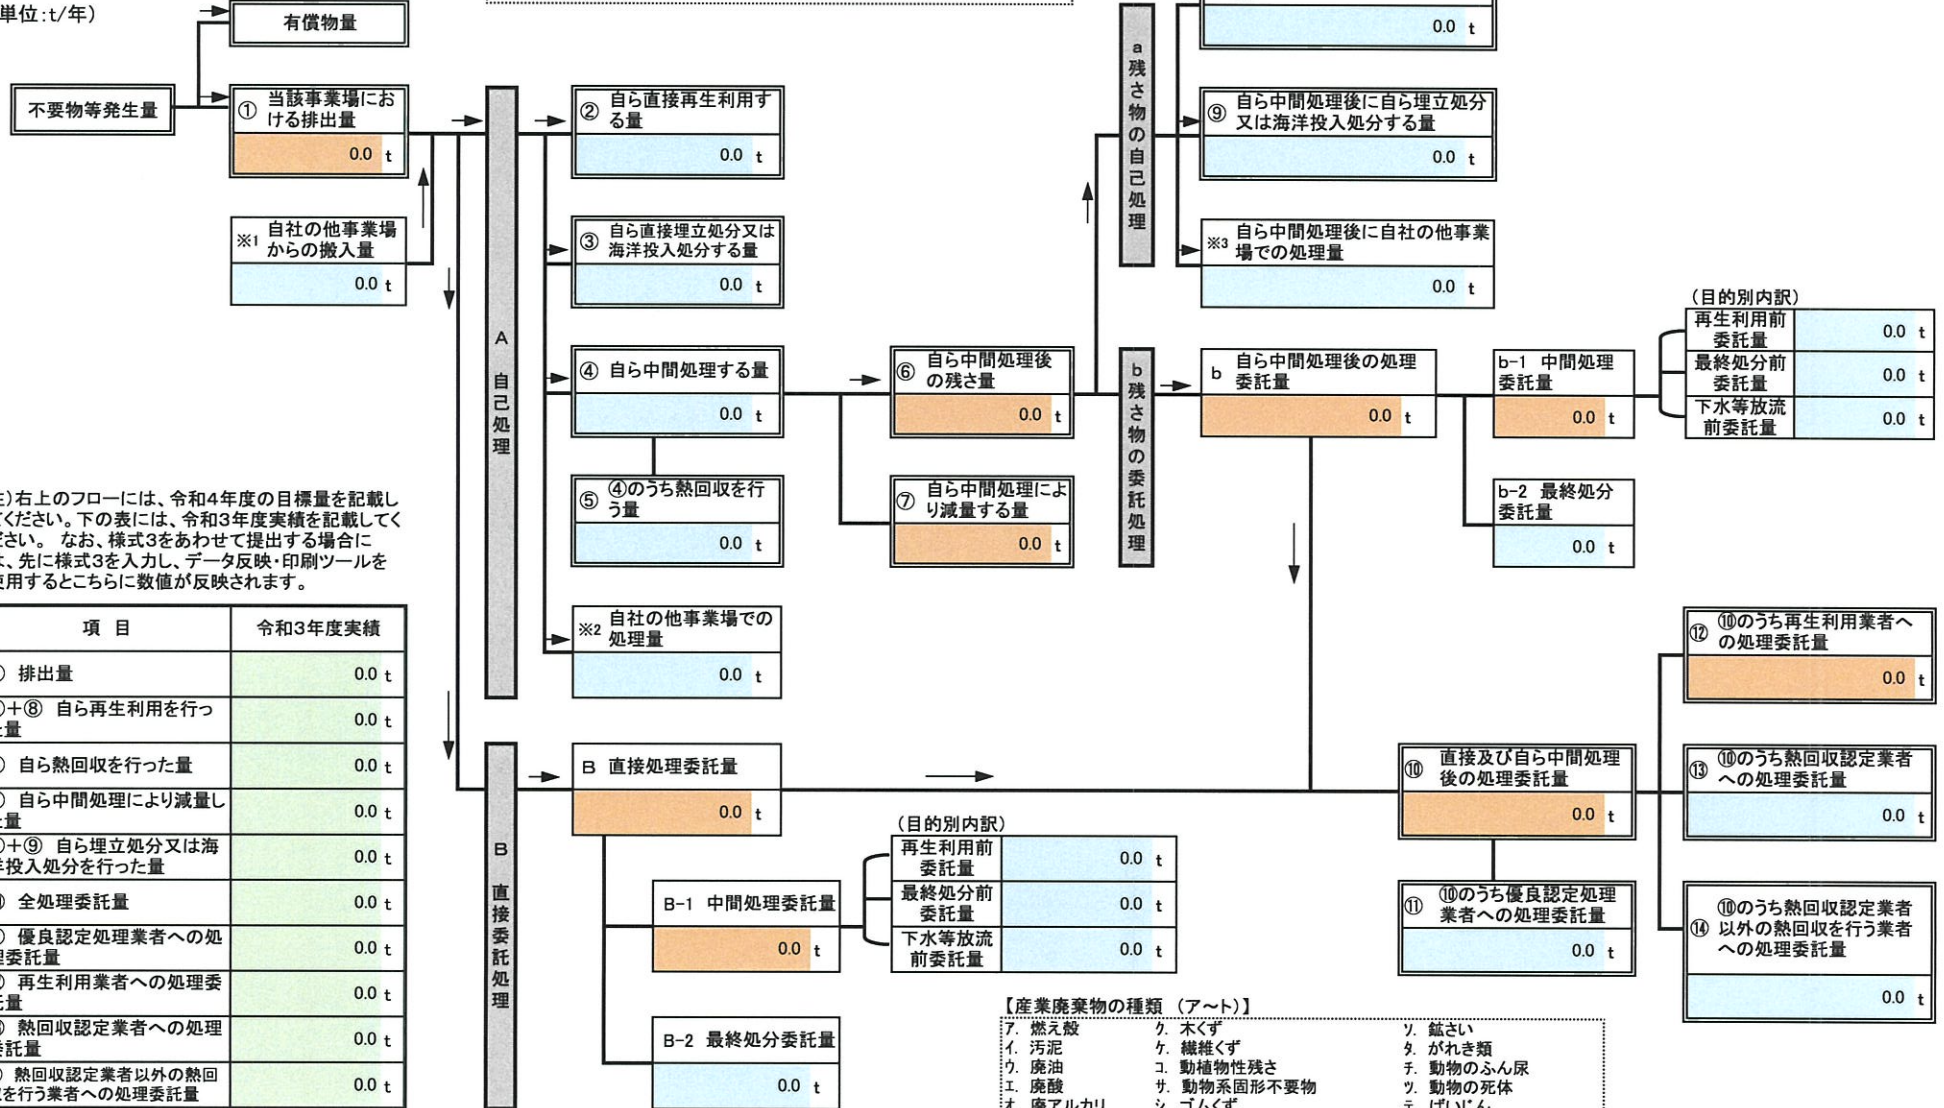 単位:t/年)
有償物量
不要物等発生量
① 当該事業場にお
ける排出量
0.0 t
※1 自社の他事業場
からの搬入量
0.0 t
A 自己処理
② 自ら直接再生利用す
る量
0.0 t
③ 自ら直接埋立処分又は
海洋投入処分する量
0.0 t
④ 自ら中間処理する量
0.0 t
⑤ ④のうち熱回収を行
う量
0.0 t
※2 自社の他事業場での
処理量
0.0 t
⑥ 自ら中間処理後
の残さ量
0.0 t
⑦ 自ら中間処理によ
り減量する量
0.0 t
a 残さ物の自己処理
0.0 t
⑨ 自ら中間処理後に自ら埋立処分
又は海洋投入処分する量
0.0 t
※3 自ら中間処理後に自社の他事業
場での処理量
0.0 t
b 残さ物の委託処理
b 自ら中間処理後の処理
委託量
0.0 t
b-1 中間処理
委託量
0.0 t
b-2 最終処分
委託量
0.0 t
(目的別内訳)
再生利用前
委託量
0.0 t
最終処分前
委託量
0.0 t
下水等放流
前委託量
0.0 t
)右上のフローには、令和4年度の目標量を記載し
ください。下の表には、令和3年度実績を記載してく
さい。 なお、様式3をあわせて提出する場合に
、先に様式3を入力し、データ反映・印刷ツールを
使用するとこちらに数値が反映されます。
項 目 令和3年度実績
) 排出量 0.0 t
)+⑧ 自ら再生利用を行っ
量
0.0 t
) 自ら熱回収を行った量 0.0 t
) 自ら中間処理により減量し
量
0.0 t
)+⑨ 自ら埋立処分又は海
洋投入処分を行った量
0.0 t
) 全処理委託量 0.0 t
) 優良認定処理業者への処
理委託量
0.0 t
) 再生利用業者への処理委
託量
0.0 t
) 熱回収認定業者への処理
委託量
0.0 t
) 熱回収認定業者以外の熱回
収を行う業者への処理委託量
0.0 t
B 直接委託処理
B 直接処理委託量
0.0 t
B-1 中間処理委託量
0.0 t
B-2 最終処分委託量
0.0 t
(目的別内訳)
再生利用前
委託量
0.0 t
最終処分前
委託量
0.0 t
下水等放流
前委託量
0.0 t
⑩ 直接及び自ら中間処理
後の処理委託量
0.0 t
⑪ ⑩のうち優良認定処理
業者への処理委託量
0.0 t
⑫ ⑩のうち再生利用業者へ
の処理委託量
0.0 t
⑬ ⑩のうち熱回収認定業者
への処理委託量
0.0 t
⑭ ⑩のうち熱回収認定業者
以外の熱回収を行う業者
への処理委託量
0.0 t
【産業廃棄物の種類 (ア～ト)】
ア. 燃え殻 ク. 木くず ソ. 鉱さい
イ. 汚泥 ケ. 繊維くず タ. がれき類
ウ. 廃油 コ. 動植物性残さ チ. 動物のふん尿
エ. 廃酸 サ. 動物系固形不要物 ツ. 動物の死体
オ. 廃アルカリ シ. ゴムくず テ. ばいじん